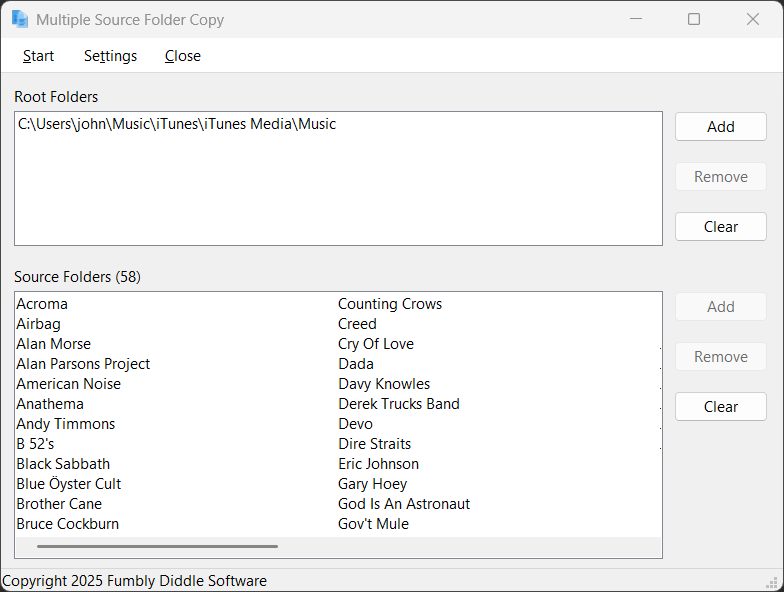 Multiple Source Folder Copy
Start Settings Close
Root Folders
C:\Users\john\Music\iTunes\iTunes Media\Music
Add
Remove
Clear
Source Folders (58)
Acroma
Airbag
Alan Morse
Alan Parsons Project
American Noise
Anathema
Andy Timmons
B 52's
Black Sabbath
Blue Öyster Cult
Brother Cane
Bruce Cockburn
Counting Crows
Creed
Cry Of Love
Dada
Davy Knowles
Derek Trucks Band
Devo
Dire Straits
Eric Johnson
Gary Hoey
God Is An Astronaut
Gov't Mule
Add
Remove
Clear
Copyright 2025 Fumbly Diddle Software